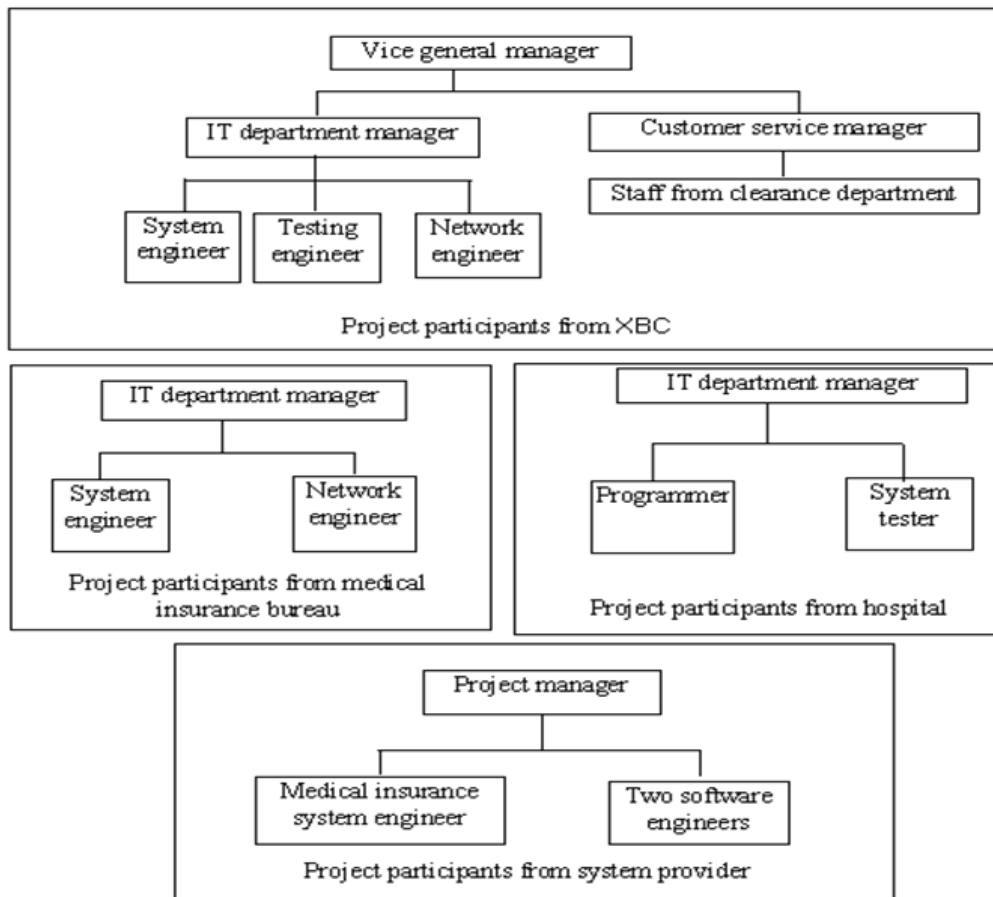 Vice general manager
IT department manager
Customer service manager
Staff from clearance department
System
engineer
Testing
engineer
Network
engineer
Project participants from XBC
IT department manager
System
engineer
Network
engineer
Project participants from medical
insurance bureau
IT department manager
Programmer
System
tester
Project participants from hospital
Project manager
Medical insurance
system engineer
Two software
engineers
Project participants from system provider